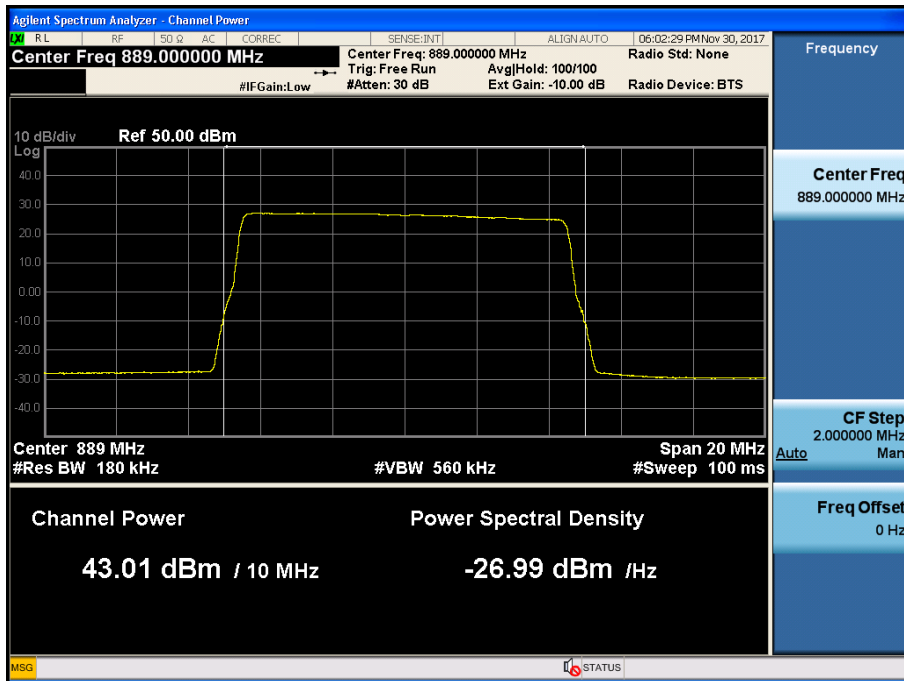 Agilent Spectrum Analyzer - Channel Power
LXI RL RF 50 Ω AC CORREC SENSE:INT ALIGN AUTO 06:02:29 PM Nov 30, 2017
Center Freq 889.000000 MHz
Center Freq: 889.000000 MHz Radio Std: None
Trig: Free Run Avg|Hold: 100/100
#IFGain:Low #Atten: 30 dB Ext Gain: -10.00 dB Radio Device: BTS
Frequency
10 dB/div Ref 50.00 dBm
Log
40.0
30.0
20.0
10.0
0.00
-10.0
-20.0
-30.0
-40.0
Center 889 MHz Span 20 MHz
#Res BW 180 kHz #VBW 560 kHz #Sweep 100 ms
Channel Power Power Spectral Density
43.01 dBm / 10 MHz -26.99 dBm /Hz
Center Freq
889.000000 MHz
CF Step
2.000000 MHz
Auto Man
Freq Offset
0 Hz
MSG STATUS